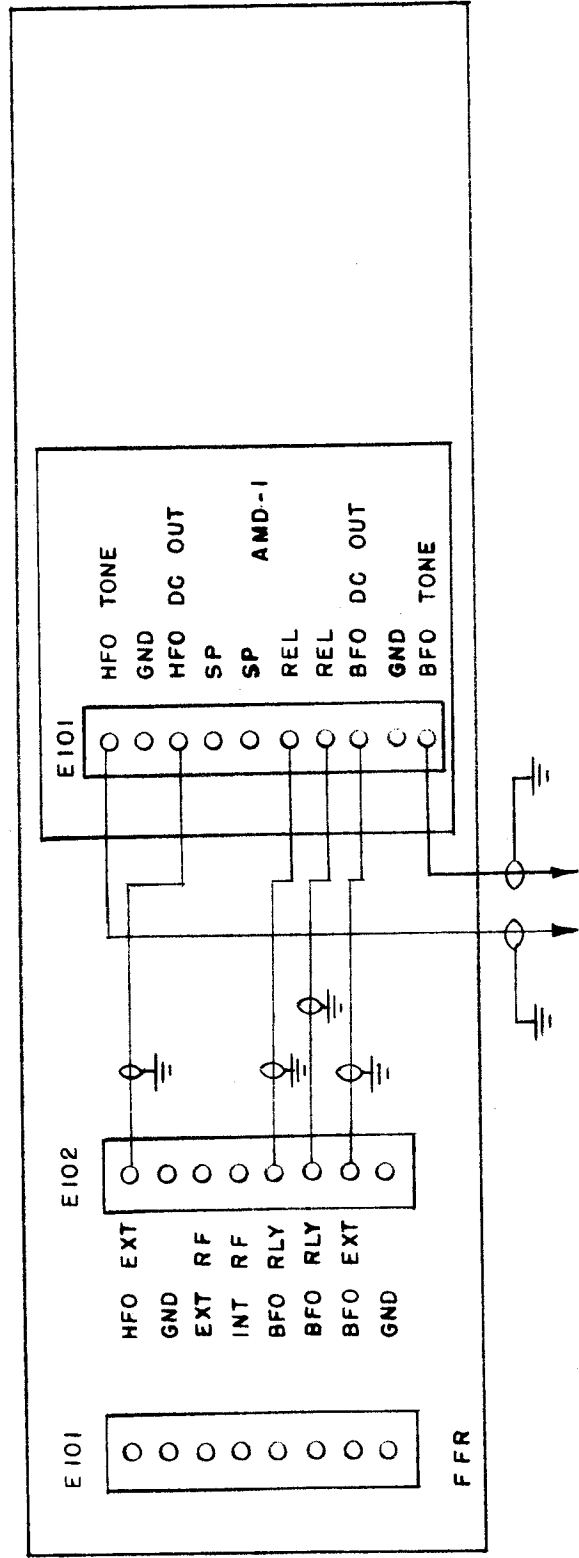 E101
FFR
E102
HFO EXT
GND
EXT RF
INT RF
BFO RLY
BFO RLY
BFO EXT
GND
E101
HFO TONE
GND
HFO DC OUT
SP
SP
REL
REL
BFO DC OUT
GND
BFO TONE
AMD-1